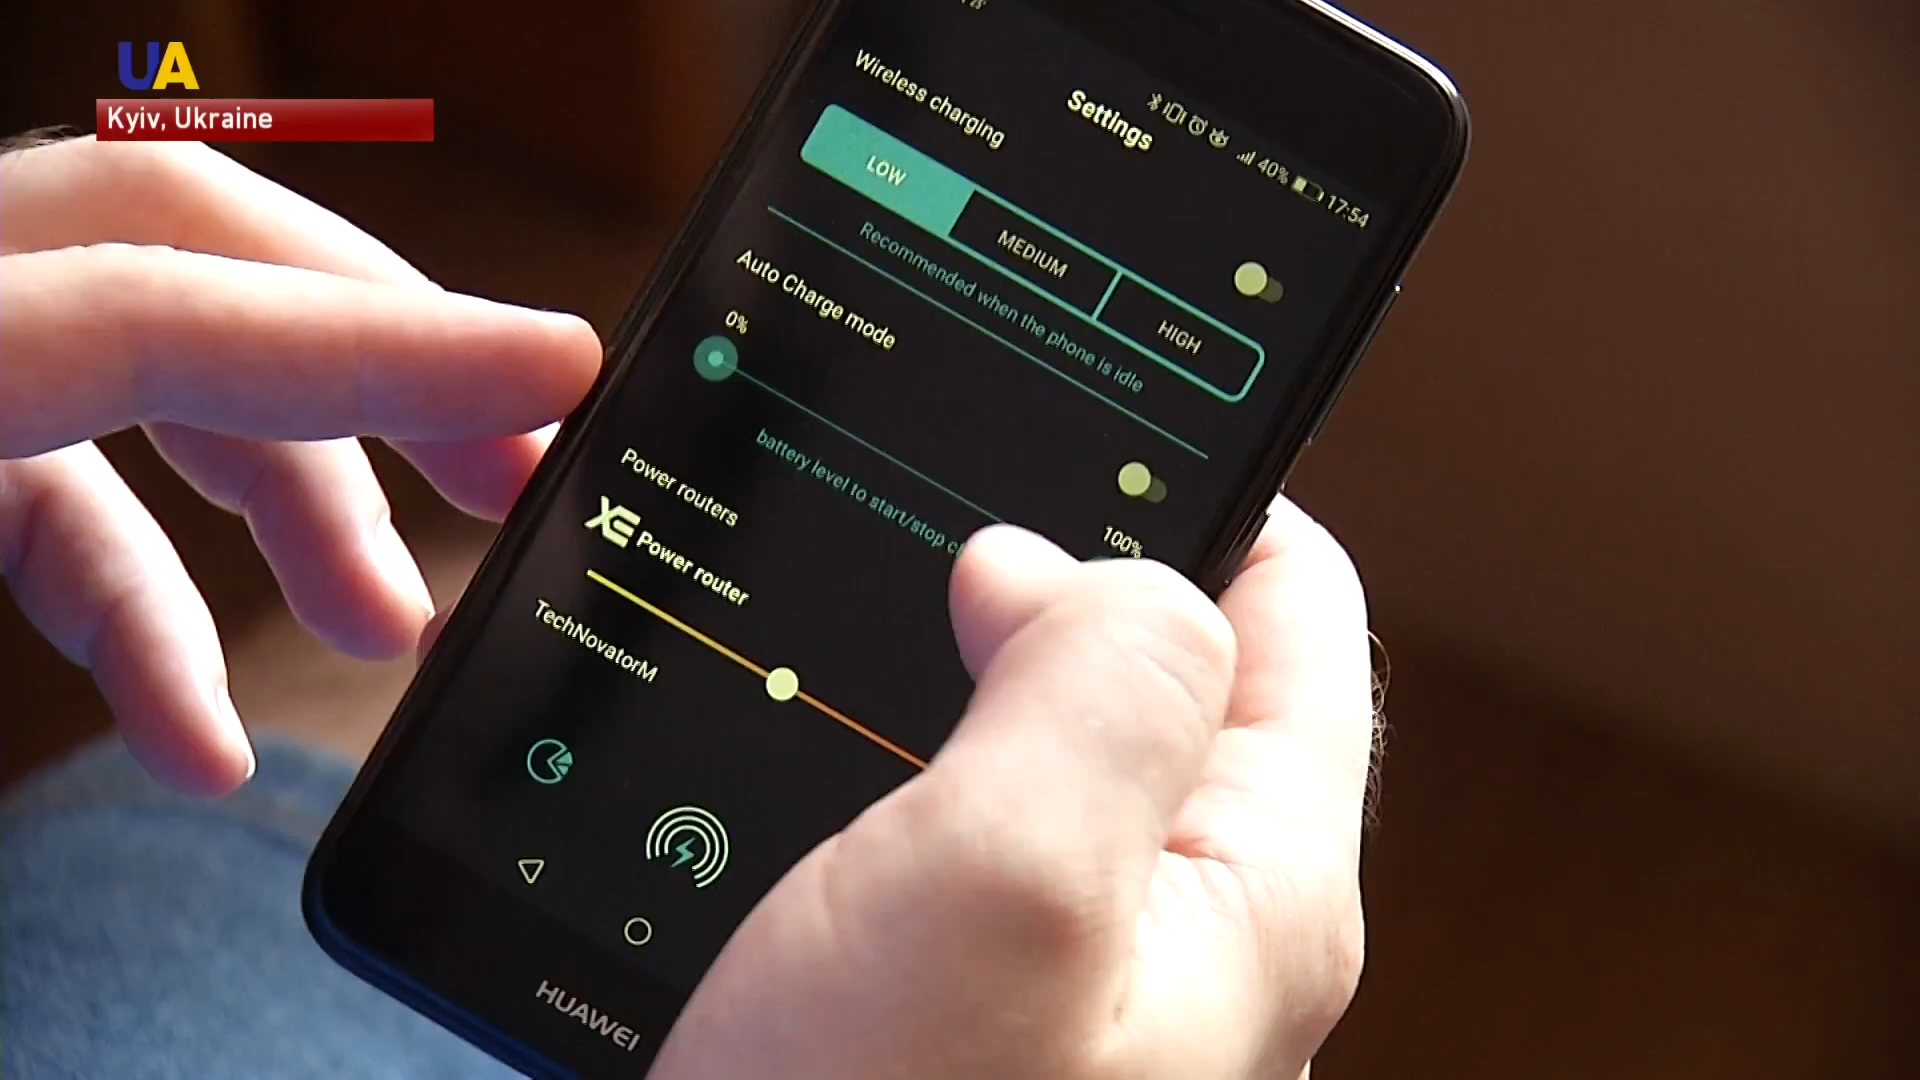 UA
Kyiv, Ukraine
40% 17:54
Settings
Wireless charging
LOW MEDIUM HIGH
Recommended when the phone is idle
Auto Charge mode
0% 100%
battery level to start/stop
Power routers
XE Power router
TechNovatorM
HUAWEI